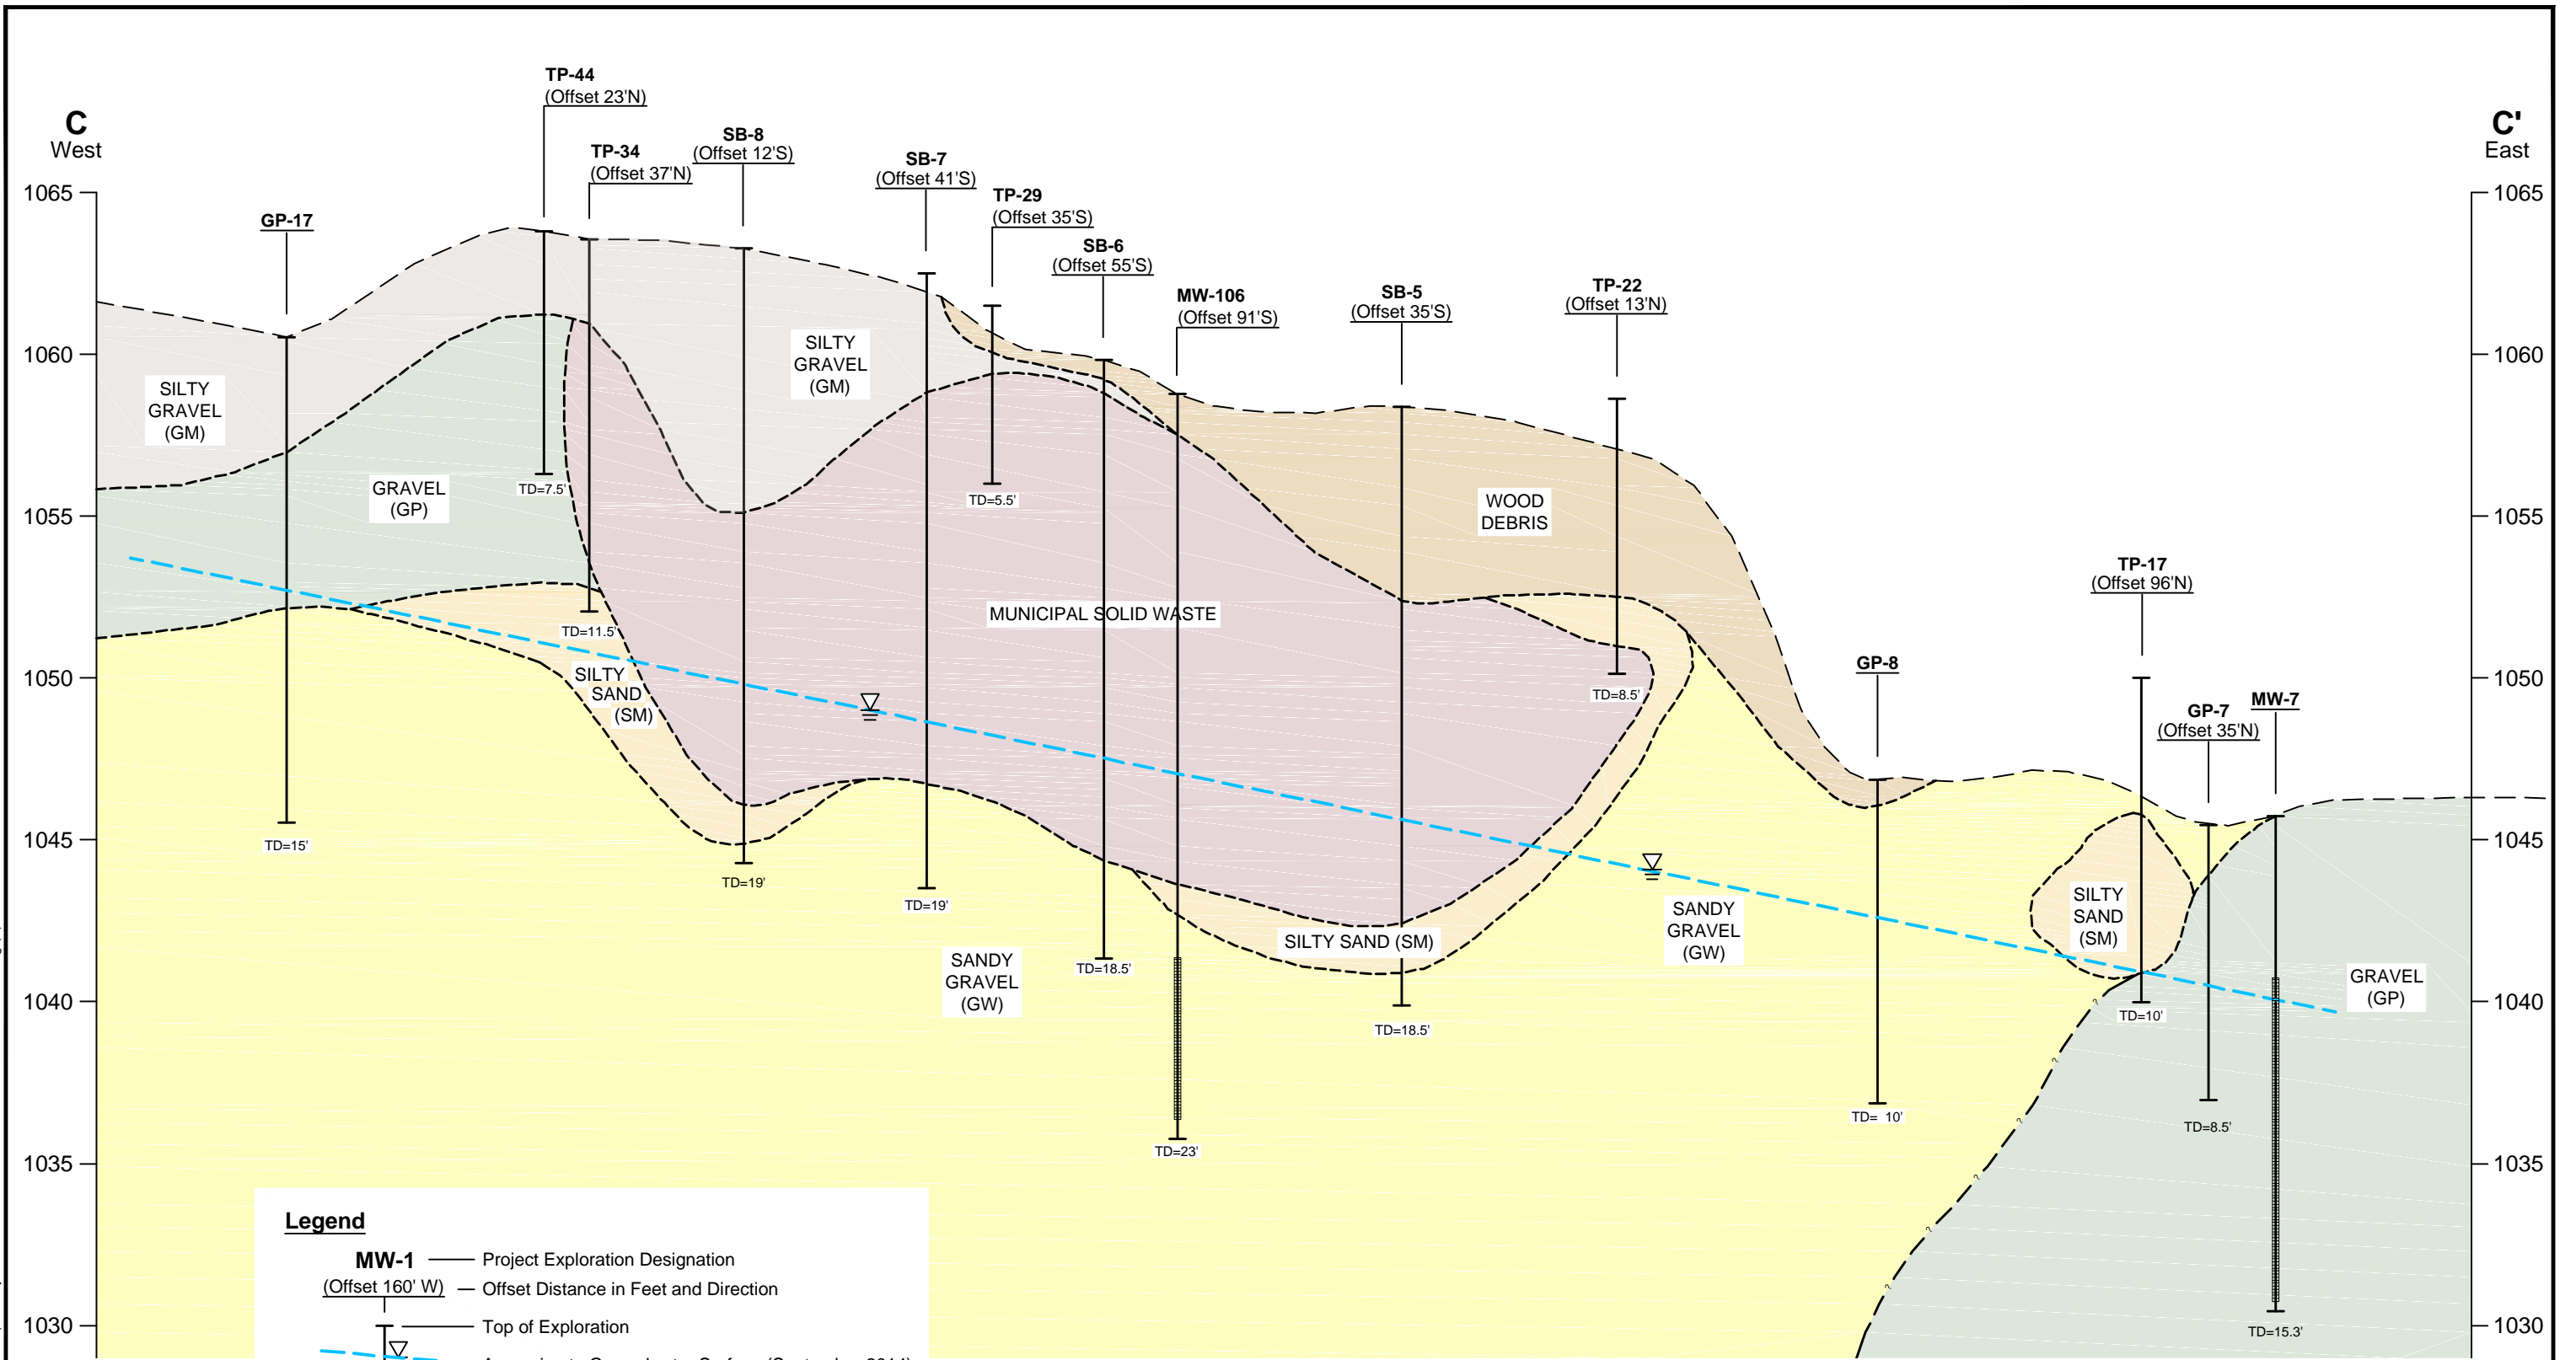 C
West
C'
East
TP-44
(Offset 23'N)
TP-34
(Offset 37'N)
SB-8
(Offset 12'S)
SB-7
(Offset 41'S)
TP-29
(Offset 35'S)
GP-17
SB-6
(Offset 55'S)
MW-106
(Offset 91'S)
SB-5
(Offset 35'S)
TP-22
(Offset 13'N)
TP-17
(Offset 96'N)
GP-8
GP-7
(Offset 35'N)
MW-7
1065
1060
1055
1050
1045
1040
1035
1030
1065
1060
1055
1050
1045
1040
1035
1030
SILTY
GRAVEL
(GM)
GRAVEL
(GP)
SILTY
GRAVEL
(GM)
WOOD
DEBRIS
MUNICIPAL SOLID WASTE
SILTY
SAND
(SM)
SILTY SAND (SM)
SANDY
GRAVEL
(GW)
SANDY
GRAVEL
(GW)
SILTY
SAND
(SM)
GRAVEL
(GP)
TD=7.5'
TD=5.5'
TD=11.5'
TD=8.5'
TD=15'
TD=19'
TD=19'
TD=18.5'
TD=18.5'
TD=10'
TD=23'
TD= 10'
TD=8.5'
TD=15.3'
? ? ? ? ? ?
Legend
MW-1
Project Exploration Designation
(Offset 160' W)
Offset Distance in Feet and Direction
Top of Exploration